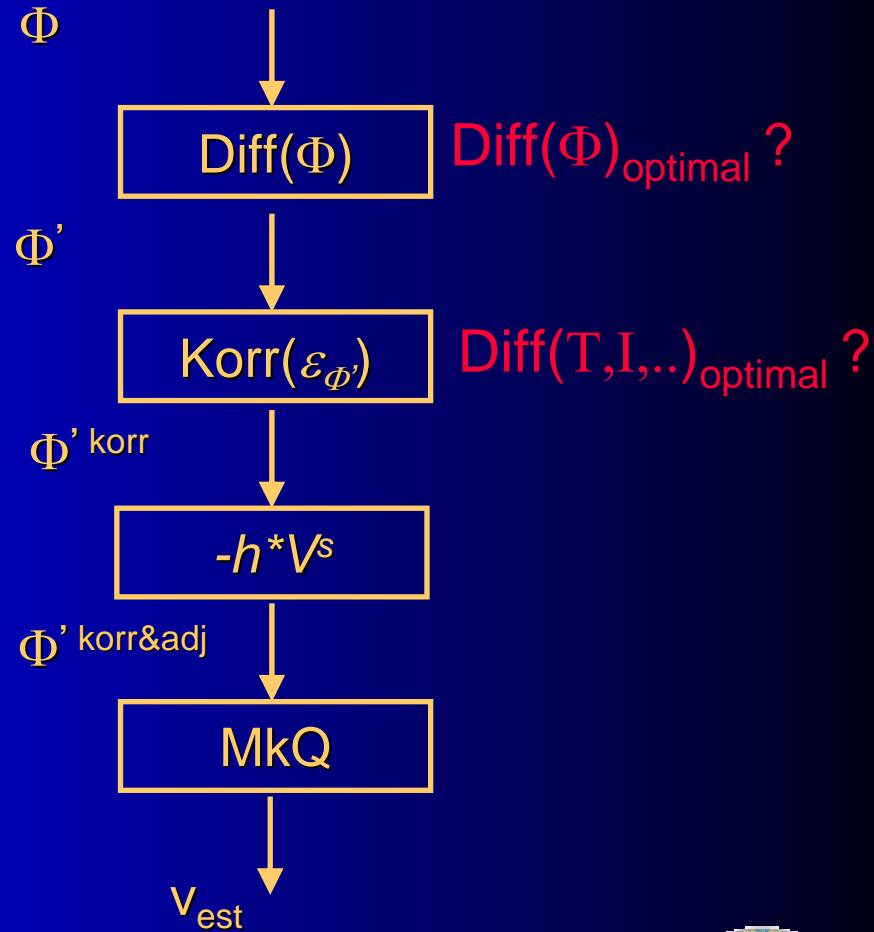 Φ
Diff(Φ) Diff(Φ)optimal ?
Φ’
Korr(εΦ’) Diff(T,I,..)optimal ?
Φ’ korr
-h*Vs
Φ’ korr&adj
MkQ
vest